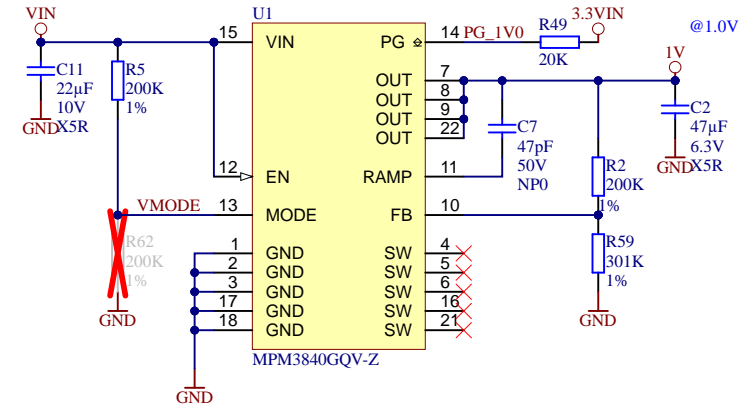 VIN
U1
3.3VIN
@1.0V
15
VIN
PG
14
PG_1V0
R49
20K
1V
C11
22µF
10V
X5R
GND
R5
200K
1%
OUT
7
OUT
8
OUT
9
OUT
22
C7
47pF
50V
NP0
C2
47µF
6.3V
X5R
GND
12
EN
RAMP
11
R2
200K
1%
VMODE
13
MODE
FB
10
R62
200K
1%
GND
R59
301K
1%
GND
1
GND
SW
4
2
GND
SW
5
3
GND
SW
6
17
GND
SW
16
18
GND
SW
21
MPM3840GQV-Z
GND